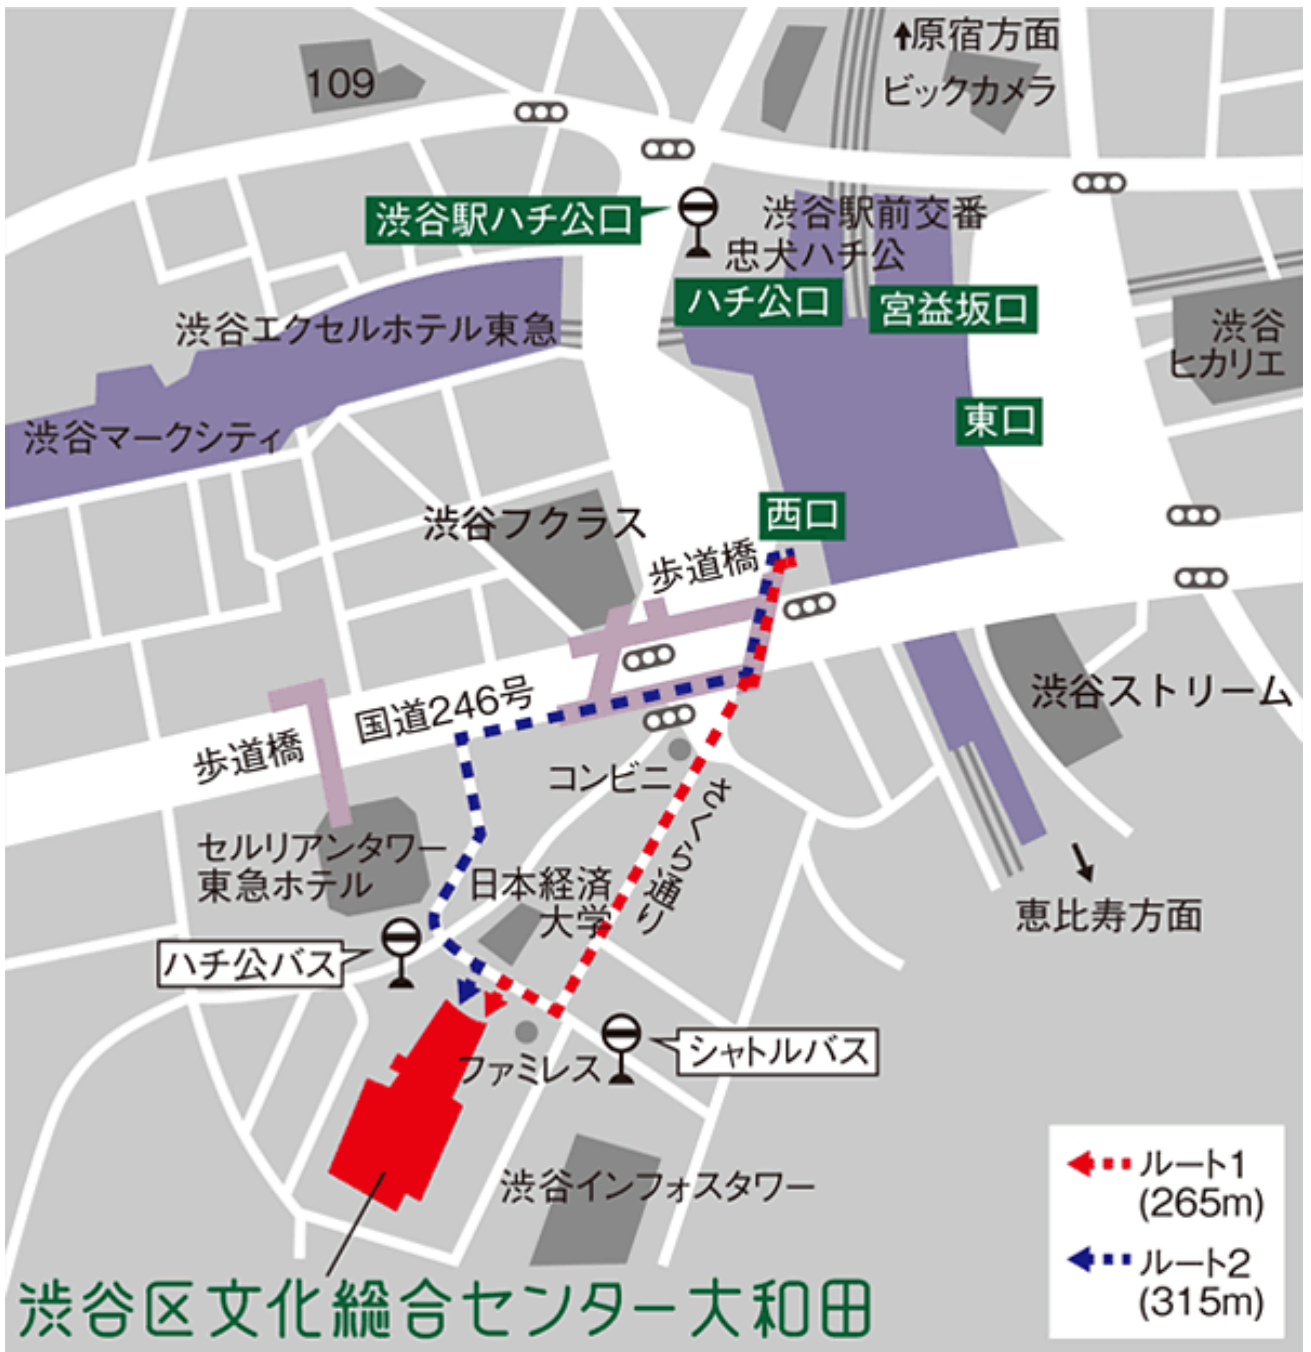 ↑原宿方面
109
ビックカメラ
渋谷駅ハチ公口
渋谷駅前交番
忠犬ハチ公
ハチ公口
宮益坂口
渋谷エクセルホテル東急
渋谷
ヒカリエ
渋谷マークシティ
東口
渋谷フクラス
西口
歩道橋
国道246号
渋谷ストリーム
歩道橋
コンビニ
さくら通り
セルリアンタワー
東急ホテル
日本経済
大学
恵比寿方面
ハチ公バス
ファミレス
シャトルバス
渋谷インフォスタワー
ルート1
(265m)
ルート2
(315m)
渋谷区文化総合センター大和田